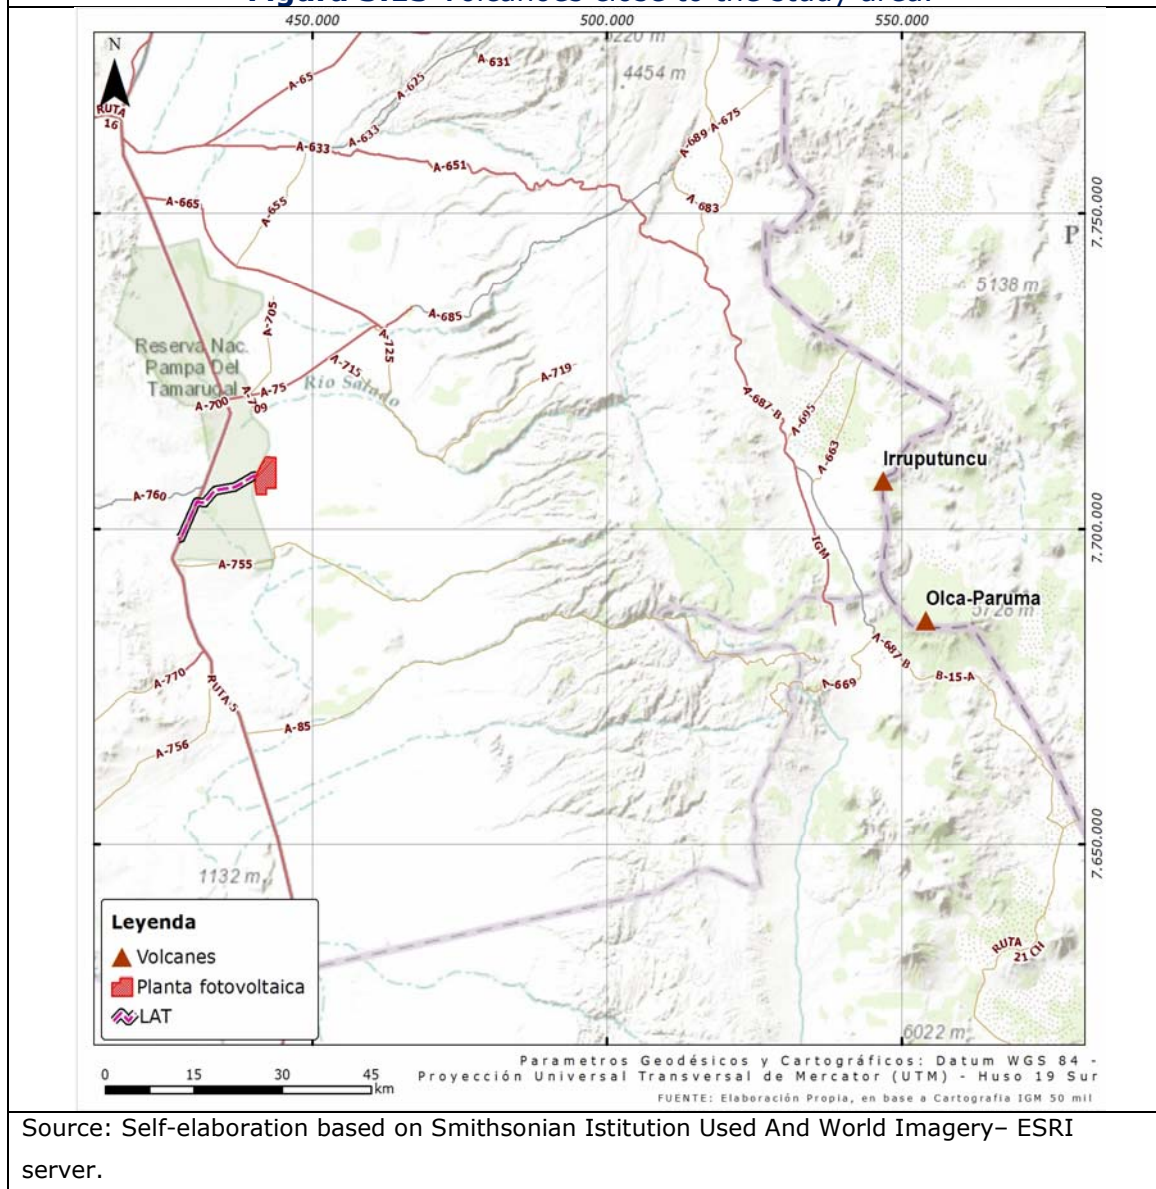 Figura 5.13 Volcanoes close to the study area.
450.000
500.000
550.000
N
RUTA
16
A-65
A-625
A-631
5220 m
4454 m
A-633
A-633
A-651
A-689
A-675
A-683
A-665
A-655
7.750.000
P
5138 m
A-705
A-685
A-725
Reserva Nac.
Pampa Del
Tamarugal
A-715
A-719
Río Salado
A-75
A-700
A-709
A-687-B
A-695
A-663
Irruputuncu
A-760
7.700.000
IGM
A-755
Olca-Paruma
5728 m
A-687-B
B-15-A
A-669
A-770
RUTA-5
A-85
A-756
7.650.000
1132 m
RUTA
21 CH
6022 m
Leyenda
Volcanes
Planta fotovoltaica
LAT
0 15 30 45
km
Parametros Geodésicos y Cartográficos: Datum WGS 84 -
Proyección Universal Transversal de Mercator (UTM) - Huso 19 Sur
FUENTE: Elaboración Propia, en base a Cartografia IGM 50 mil
Source: Self-elaboration based on Smithsonian Istitution Used And World Imagery– ESRI
server.